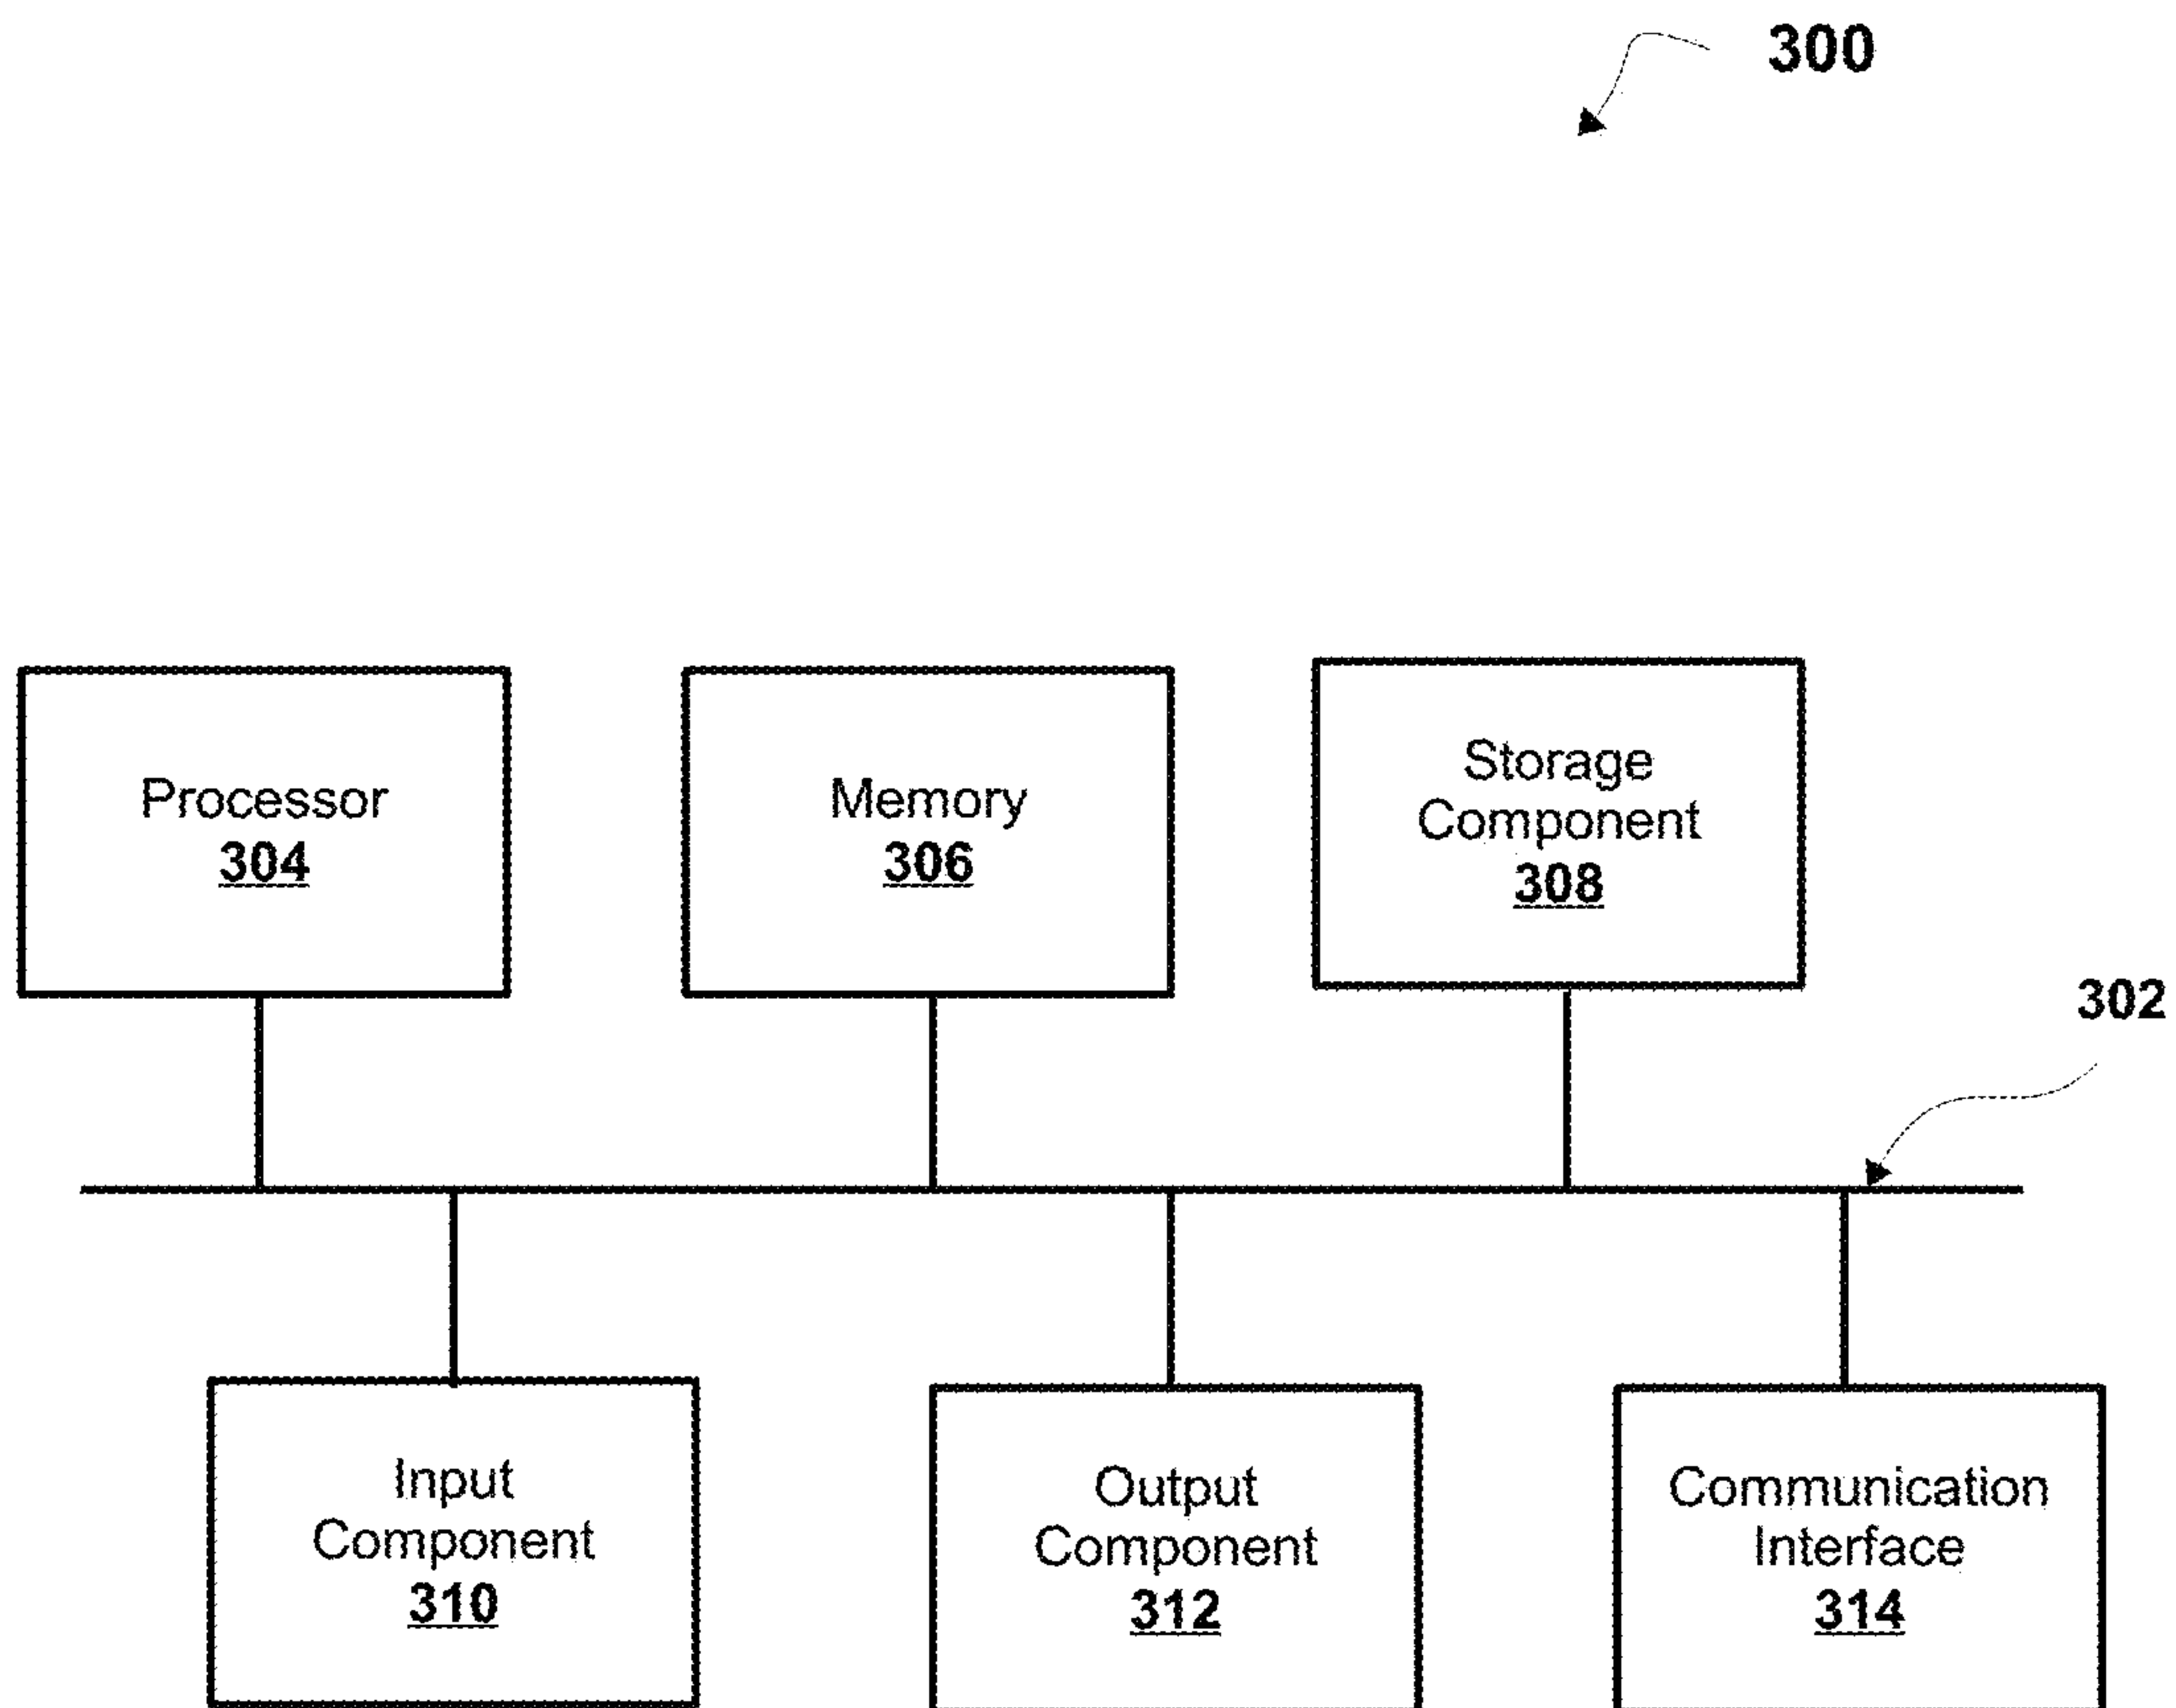 300
Processor
304
Memory
306
Storage
Component
308
302
Input
Component
310
Output
Component
312
Communication
Interface
314